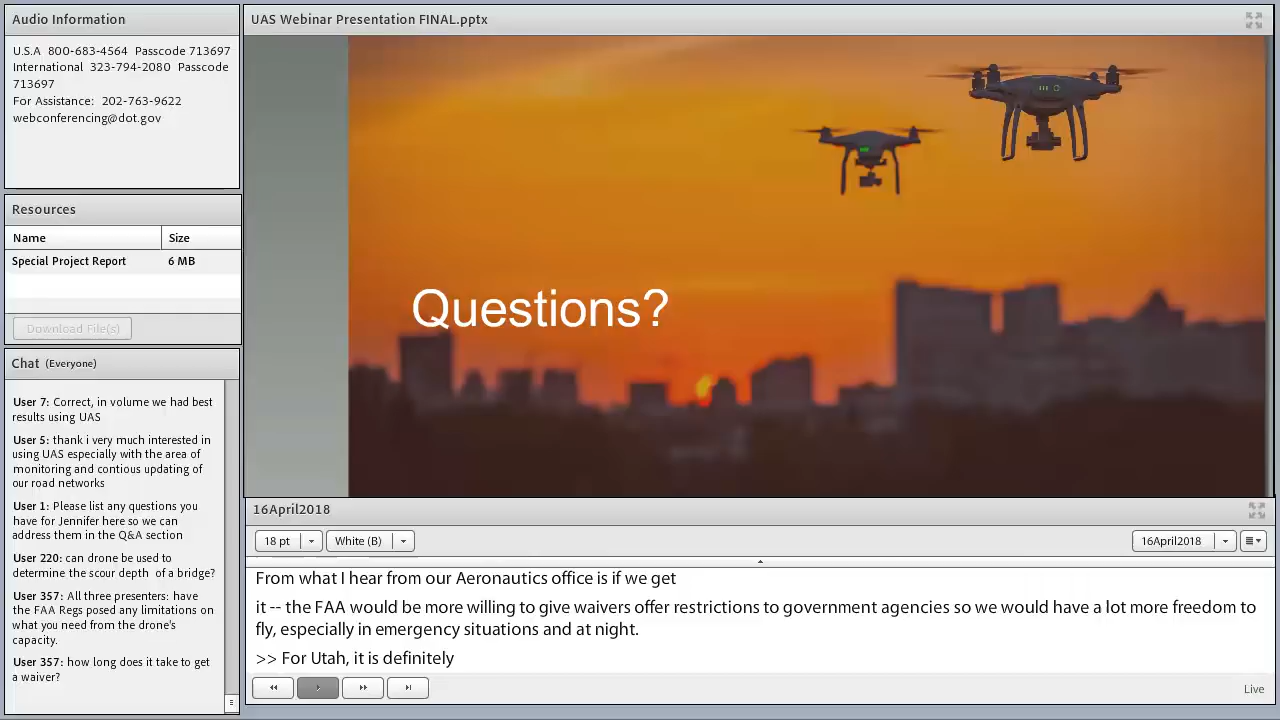 Audio Information
U.S.A 800-683-4564 Passcode 713697
International 323-794-2080 Passcode
713697
For Assistance: 202-763-9622
webconferencing@dot.gov
Resources
Name Size
Special Project Report 6 MB
Download File(s)
Chat (Everyone)
User 7: Correct, in volume we had best
results using UAS
User 5: thank i very much interested in
using UAS especially with the area of
monitoring and contious updating of
our road networks
User 1: Please list any questions you
have for Jennifer here so we can
address them in the Q&A section
User 220: can drone be used to
determine the scour depth of a bridge?
User 357: All three presenters: have
the FAA Regs posed any limitations on
what you need from the drone's
capacity.
User 357: how long does it take to get
a waiver?
UAS Webinar Presentation FINAL.pptx
Questions?
16April2018
18 pt White (B) 16April2018
From what I hear from our Aeronautics office is if we get
it -- the FAA would be more willing to give waivers offer restrictions to government agencies so we would have a lot more freedom to
fly, especially in emergency situations and at night.
>> For Utah, it is definitely
Live